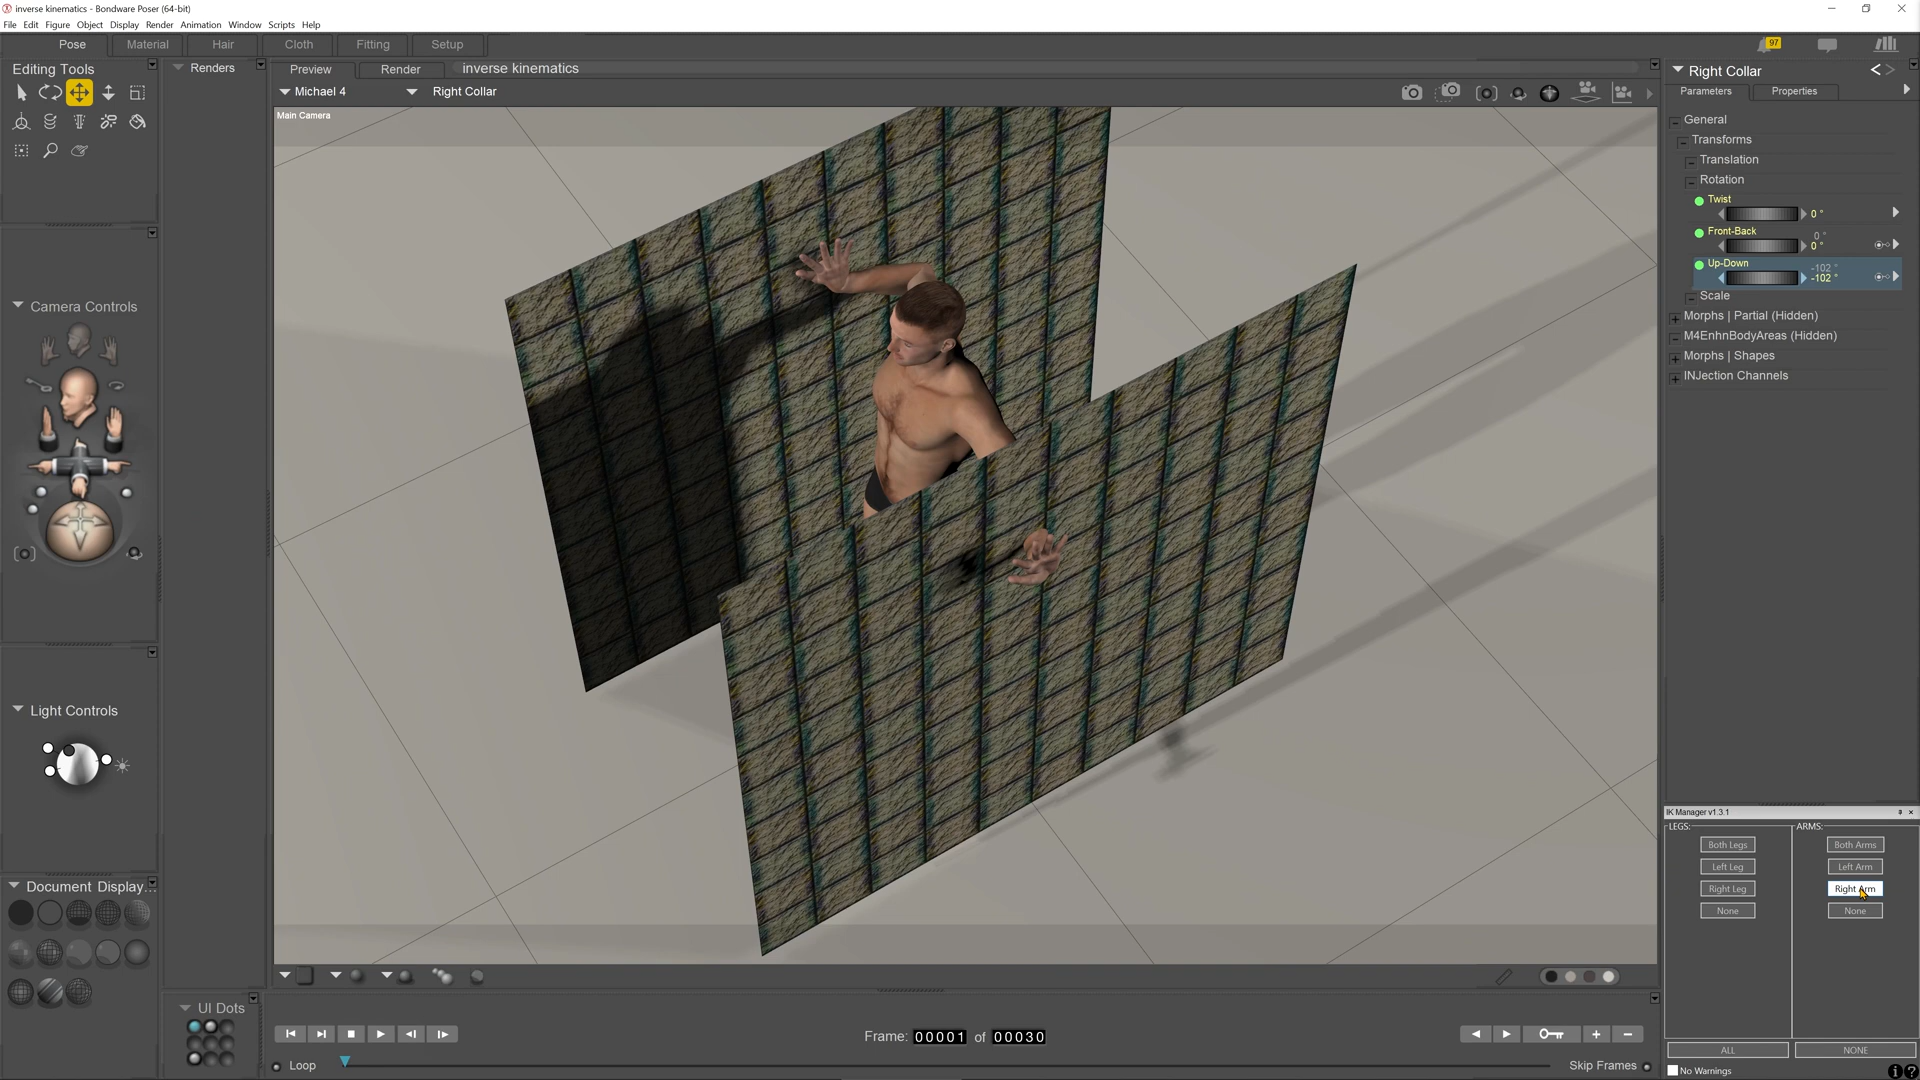 inverse kinematics - Bondware Poser (64-bit)
File Edit Figure Object Display Render Animation Window Scripts Help
Pose Material Hair Cloth Fitting Setup
97
Editing Tools
Renders
Preview Render inverse kinematics
Michael 4 Right Collar
Main Camera
Camera Controls
Light Controls
Document Display...
UI Dots
Frame: 00001 of 00030
Loop
Skip Frames
Right Collar
Parameters Properties
General
Transforms
Translation
Rotation
Twist
0 °
Front-Back
0 °
0 °
Up-Down
-102 °
-102 °
Scale
Morphs | Partial (Hidden)
M4EnhnBodyAreas (Hidden)
Morphs | Shapes
INJection Channels
IK Manager v1.3.1
LEGS: ARMS:
Both Legs Both Arms
Left Leg Left Arm
Right Leg Right Arm
None None
ALL NONE
No Warnings